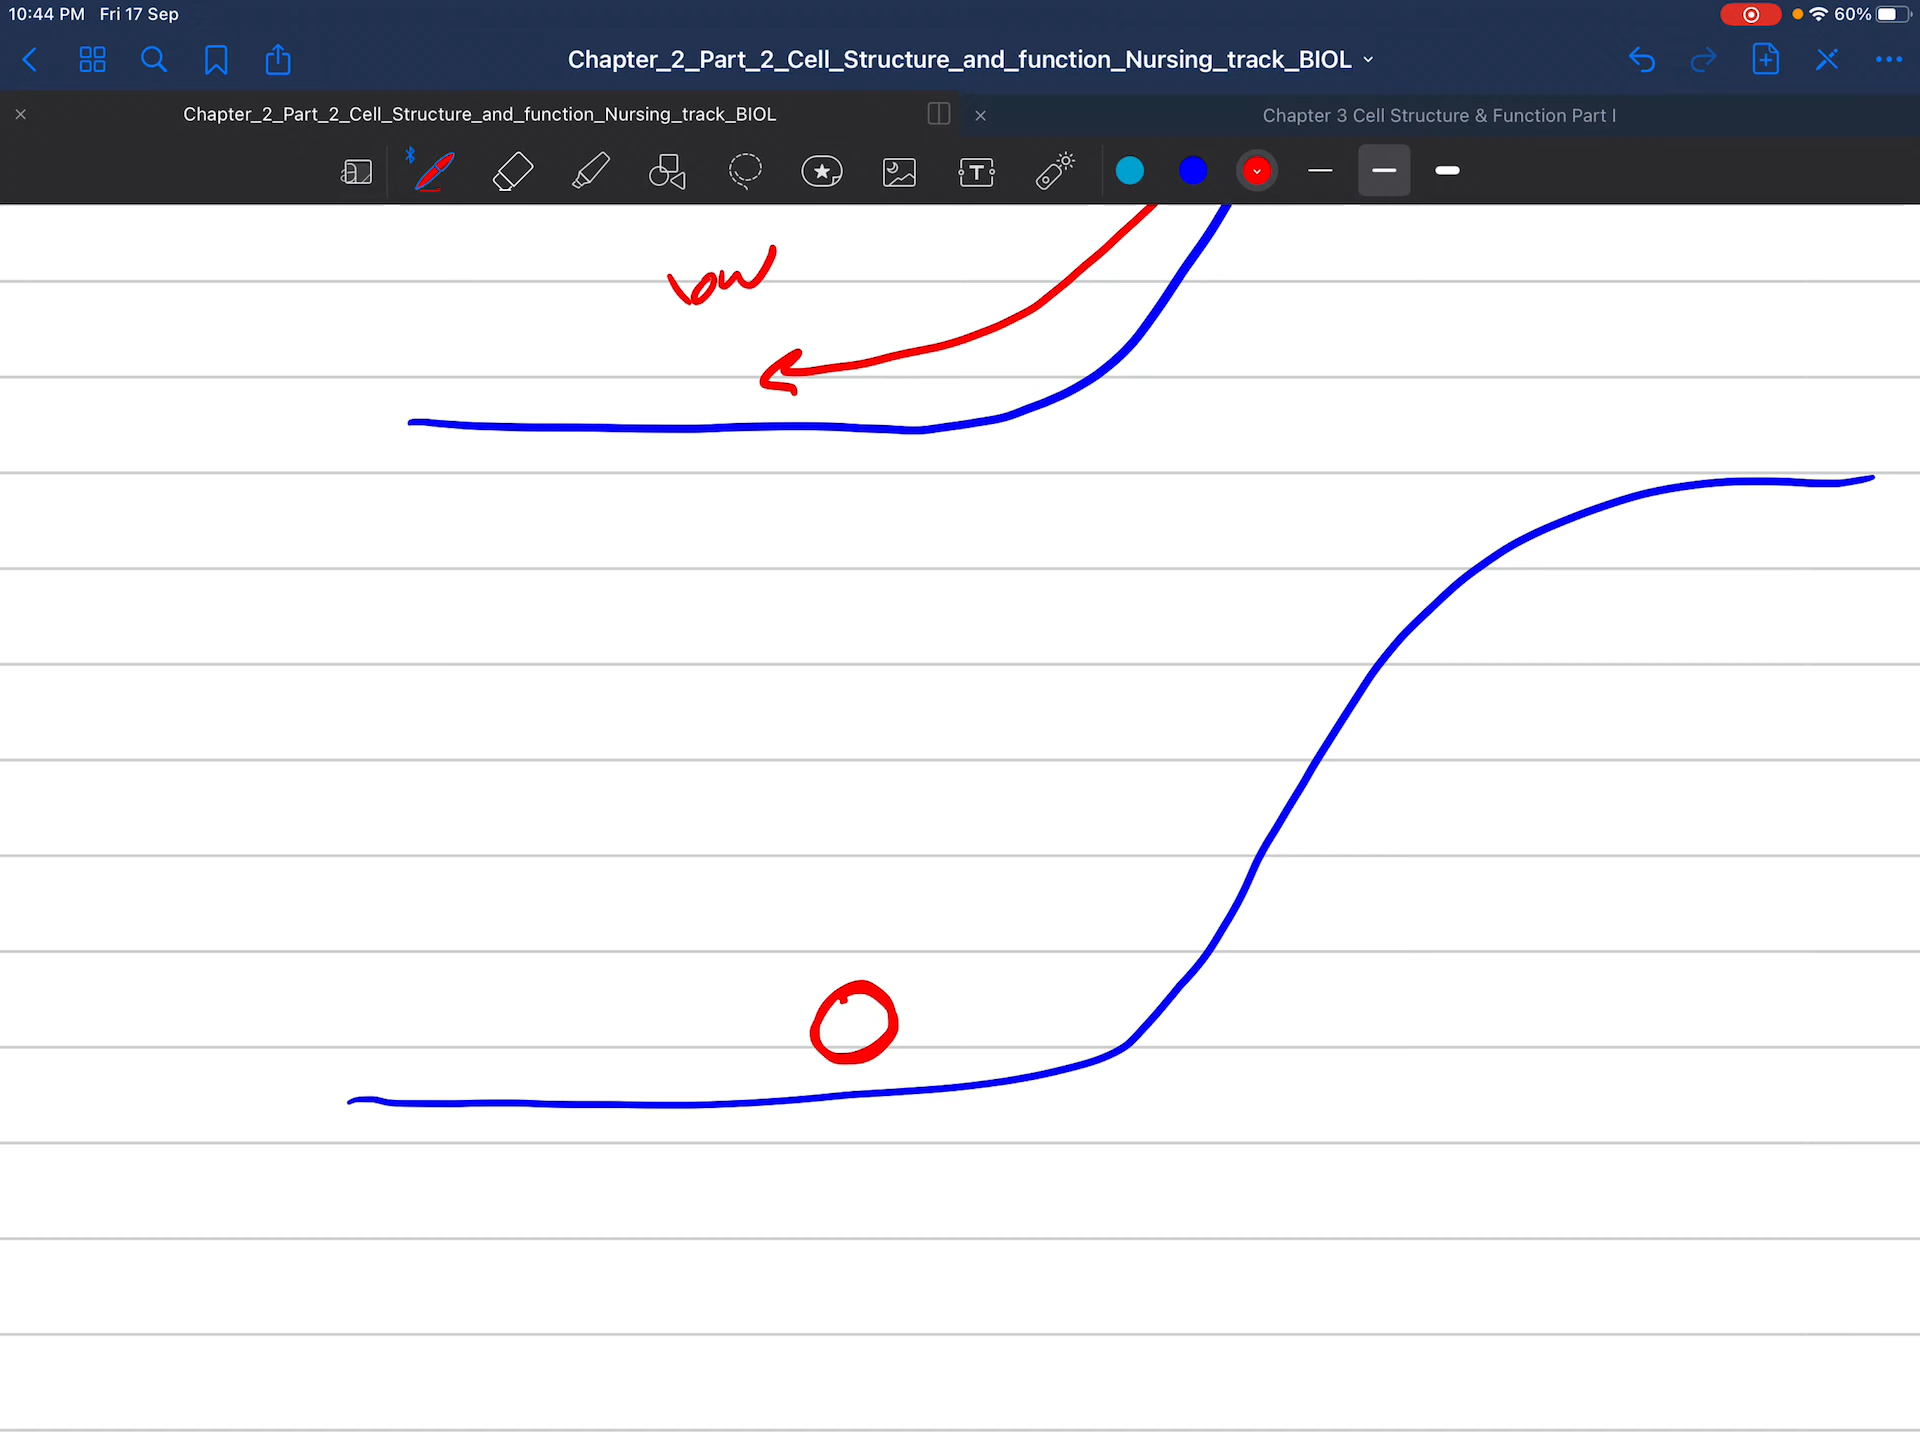 10:44 PM Fri 17 Sep
60%
Chapter_2_Part_2_Cell_Structure_and_function_Nursing_track_BIOL
Chapter_2_Part_2_Cell_Structure_and_function_Nursing_track_BIOL
Chapter 3 Cell Structure & Function Part I
low